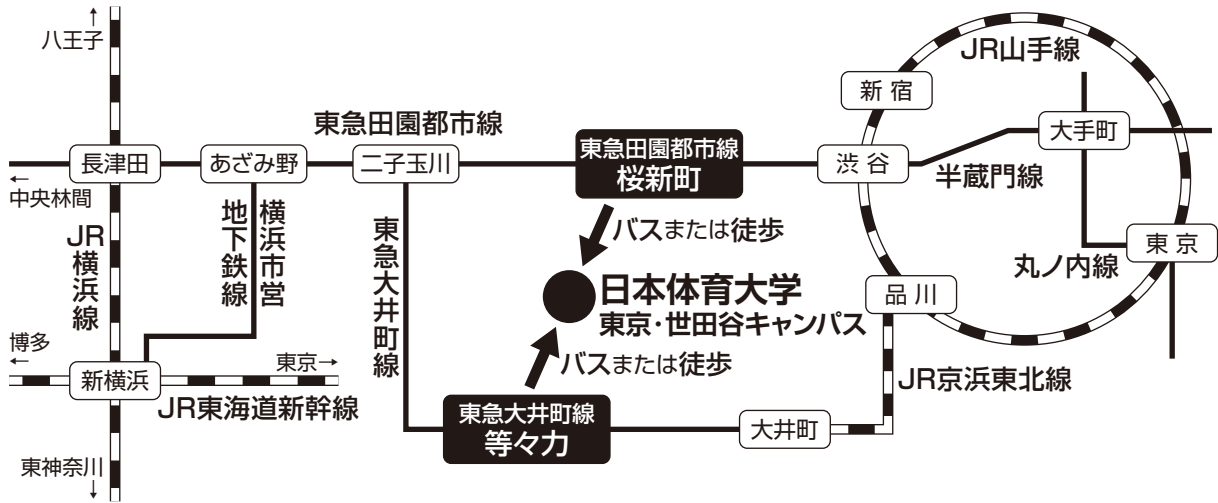 八王子
JR山手線
新宿
東急田園都市線
大手町
長津田
あざみ野
二子玉川
東急田園都市線
桜新町
渋谷
半蔵門線
中央林間
JR横浜線
横浜市営
地下鉄線
東急大井町線
バスまたは徒歩
東京
丸ノ内線
日本体育大学
東京・世田谷キャンパス
品川
博多
東京
新横浜
JR東海道新幹線
バスまたは徒歩
JR京浜東北線
東急大井町線
等々力
大井町
東神奈川